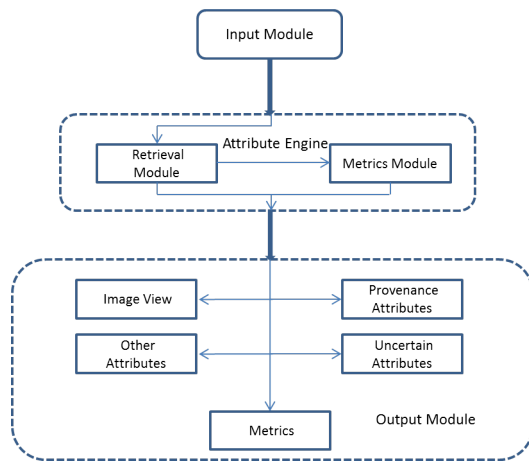 Input Module
Attribute Engine
Retrieval
Module
Metrics Module
Image View
Provenance
Attributes
Other
Attributes
Uncertain
Attributes
Metrics
Output Module